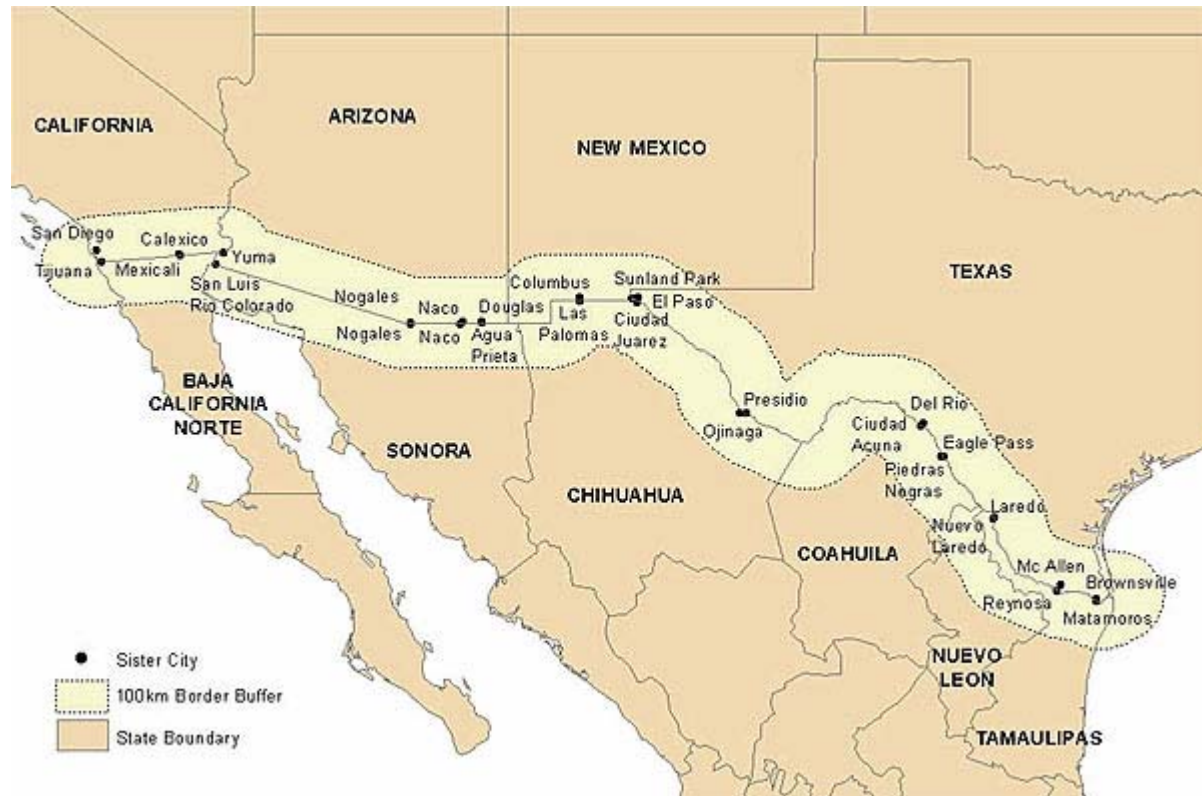 CALIFORNIA
ARIZONA
NEW MEXICO
TEXAS
San Diego
Tijuana
Calexico
Mexicali
Yuma
San Luis
Rio Colorado
Nogales
Nogales
Naco
Naco
Douglas
Agua
Prieta
Columbus
Las
Palomas
Sunland Park
El Paso
Ciudad
Juarez
Presidio
Ojinaga
Del Rio
Ciudad
Acuna
Eagle Pass
Piedras
Negras
Laredo
Nuevo
Laredo
Mc Allen
Reynosa
Brownsville
Matamoros
BAJA
CALIFORNIA
NORTE
SONORA
CHIHUAHUA
COAHUILA
NUEVO
LEON
TAMAULIPAS
Sister City
100km Border Buffer
State Boundary